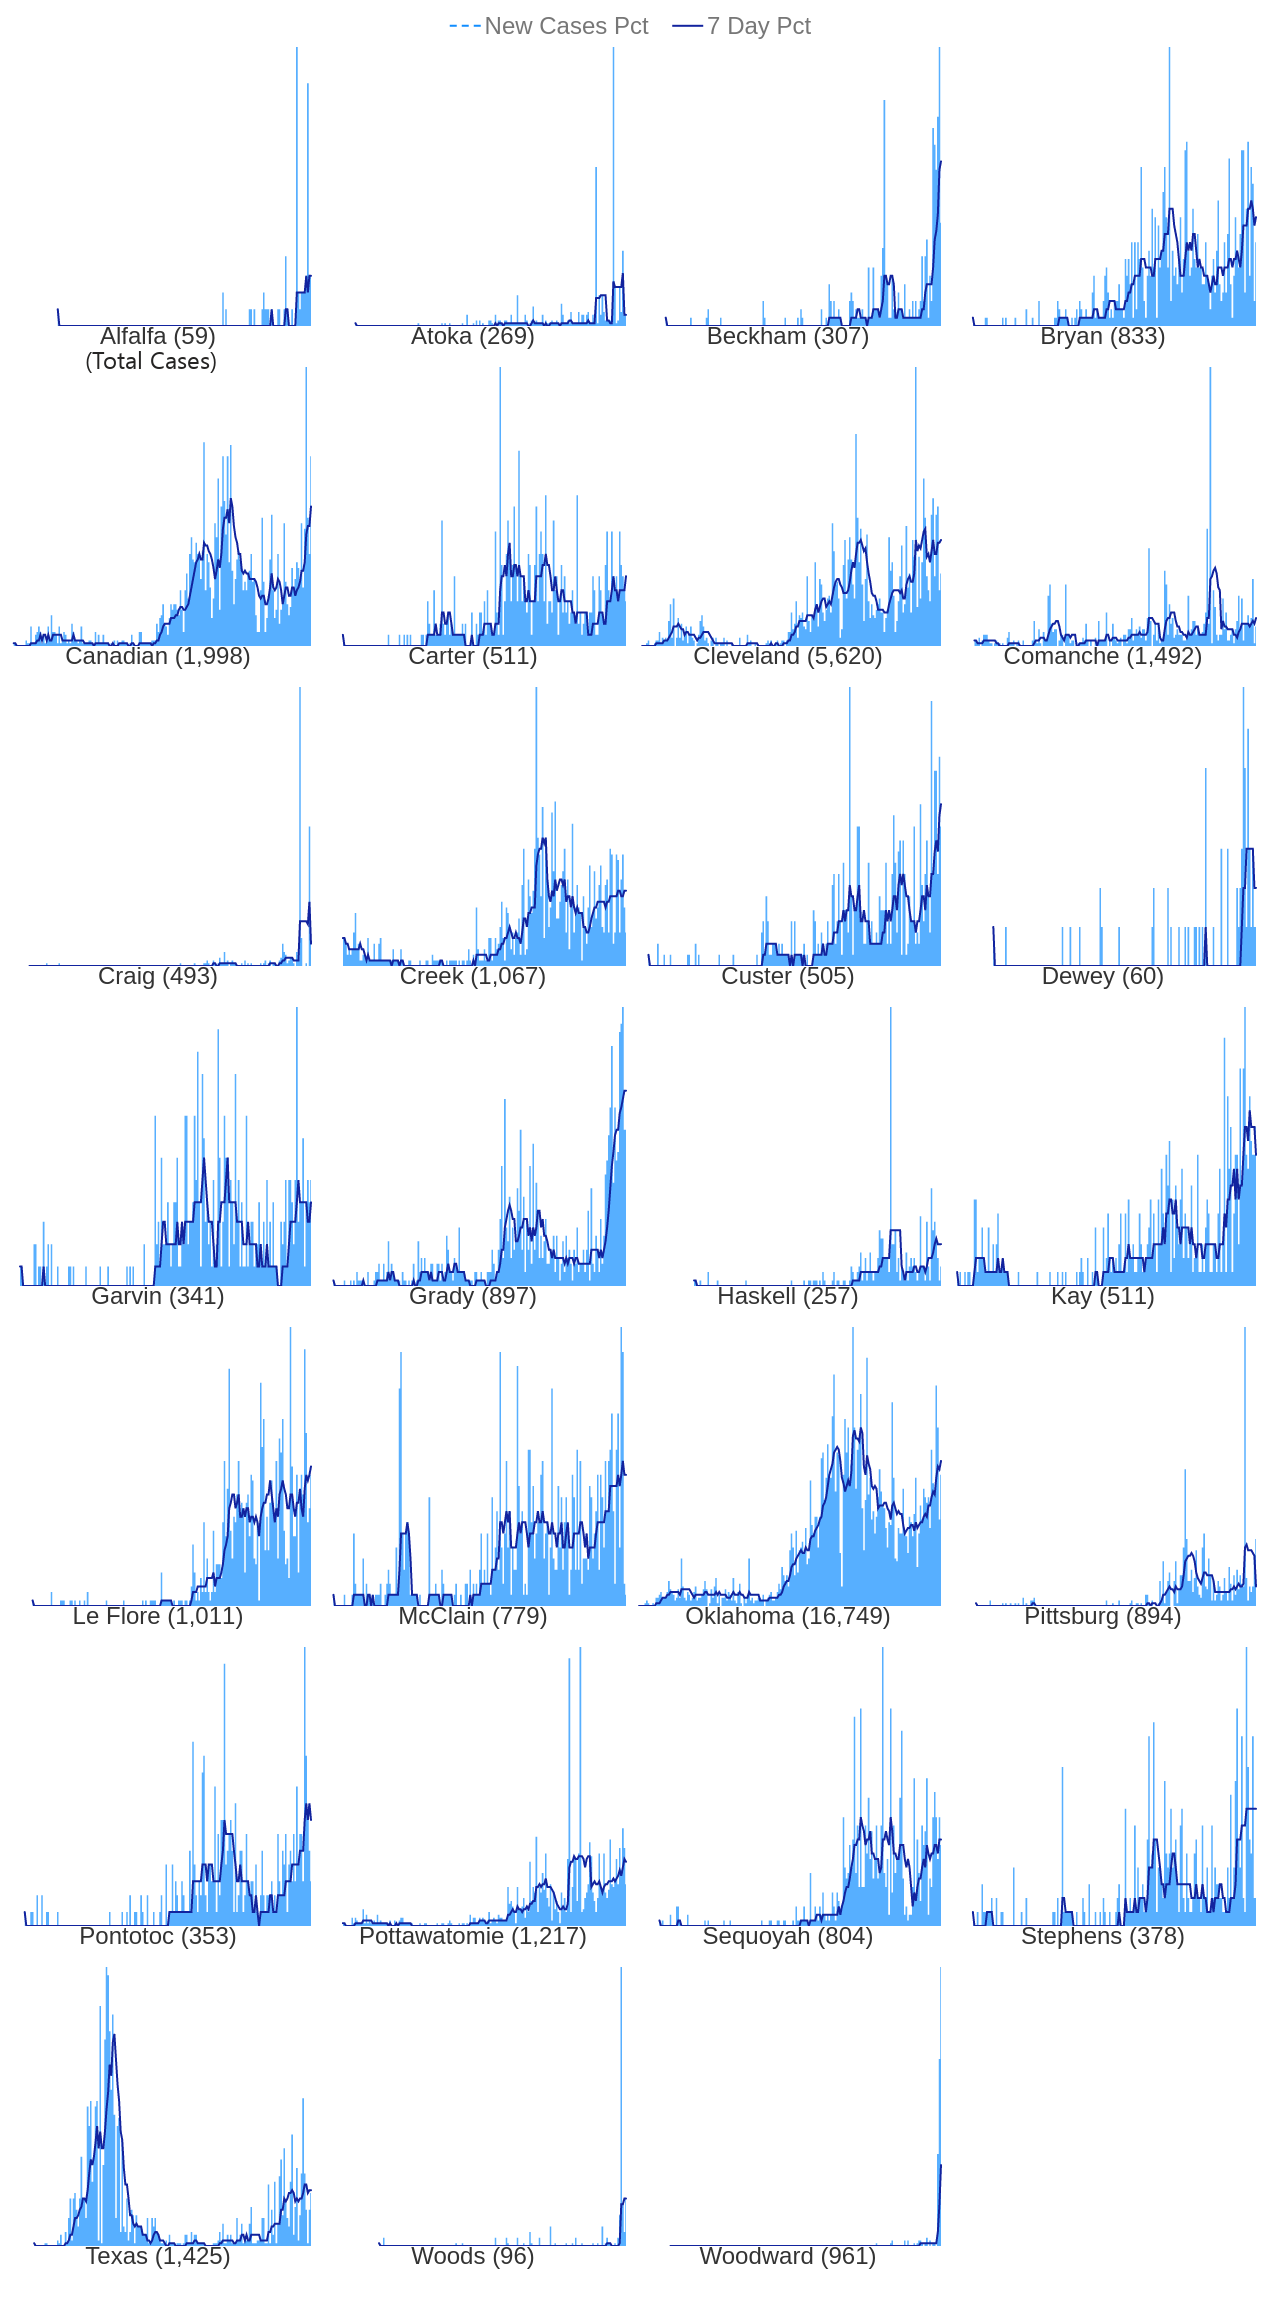 New Cases Pct 7 Day Pct
Alfalfa (59) Atoka (269) Beckham (307) Bryan (833)
(Total Cases)
Canadian (1,998) Carter (511) Cleveland (5,620) Comanche (1,492)
Craig (493) Creek (1,067) Custer (505) Dewey (60)
Garvin (341) Grady (897) Haskell (257) Kay (511)
Le Flore (1,011) McClain (779) Oklahoma (16,749) Pittsburg (894)
Pontotoc (353) Pottawatomie (1,217) Sequoyah (804) Stephens (378)
Texas (1,425) Woods (96) Woodward (961)